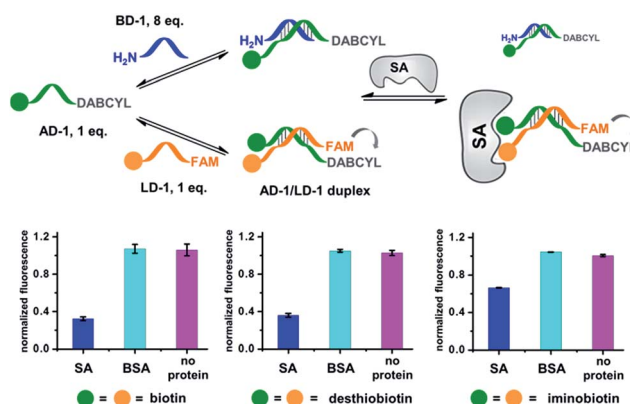 BD-1, 8 eq.
H₂N
H₂N
DABCYL
H₂N
DABCYL
SA
DABCYL
AD-1, 1 eq.
FAM
DABCYL
SA
FAM
DABCYL
FAM
LD-1, 1 eq.
AD-1/LD-1 duplex
normalized fluorescence
1.2
0.8
0.4
0.0
SA BSA no protein
= = biotin
normalized fluorescence
1.2
0.8
0.4
0.0
SA BSA no protein
= = desthiobiotin
normalized fluorescence
1.2
0.8
0.4
0.0
SA BSA no protein
= = iminobiotin